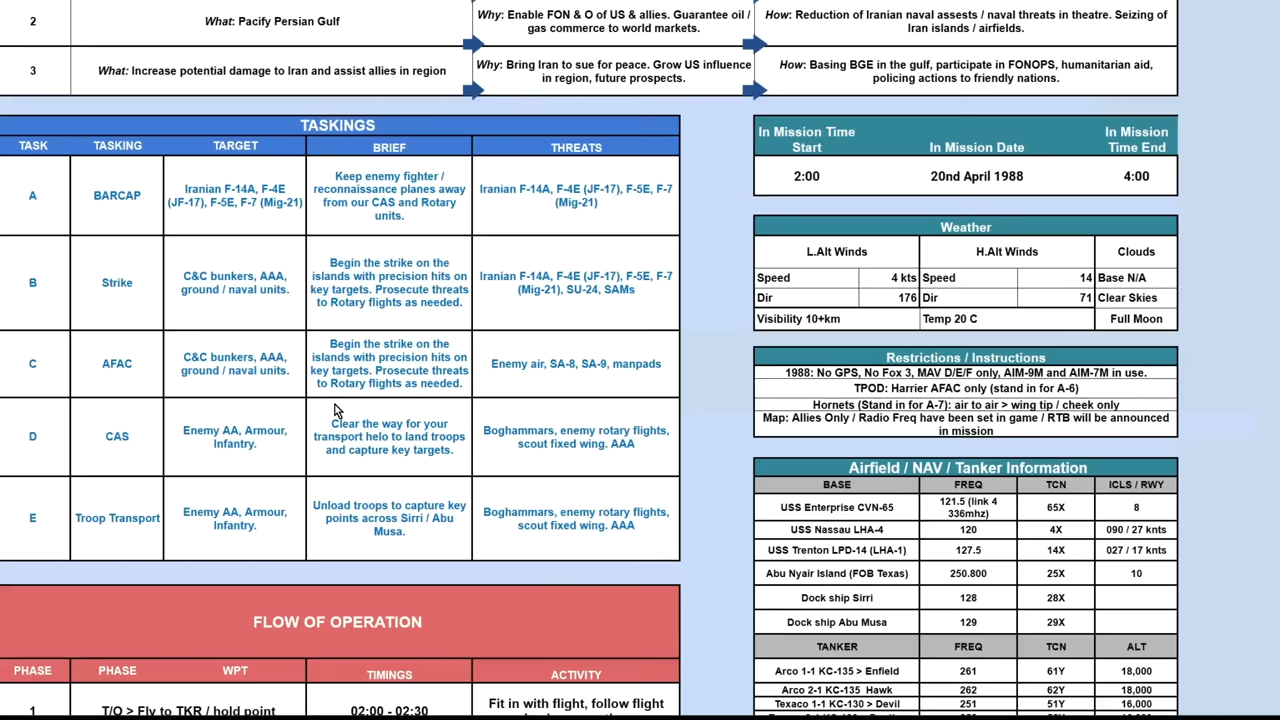 2
What: Pacify Persian Gulf
Why: Enable FON & O of US & allies. Guarantee oil /
gas commerce to world markets.
How: Reduction of Iranian naval assests / naval threats in theatre. Seizing of
Iran islands / airfields.
3
What: Increase potential damage to Iran and assist allies in region
Why: Bring Iran to sue for peace. Grow US influence
in region, future prospects.
How: Basing BGE in the gulf, participate in FONOPS, humanitarian aid,
policing actions to friendly nations.
TASKINGS
TASK
TASKING
TARGET
BRIEF
THREATS
A
BARCAP
Iranian F-14A, F-4E
(JF-17), F-5E, F-7 (Mig-21)
Keep enemy fighter /
reconnaissance planes away
from our CAS and Rotary
units.
Iranian F-14A, F-4E (JF-17), F-5E, F-7
(Mig-21)
B
Strike
C&C bunkers, AAA,
ground / naval units.
Begin the strike on the
islands with precision hits on
key targets. Prosecute threats
to Rotary flights as needed.
Iranian F-14A, F-4E (JF-17), F-5E, F-7
(Mig-21), SU-24, SAMs
C
AFAC
C&C bunkers, AAA,
ground / naval units.
Begin the strike on the
islands with precision hits on
key targets. Prosecute threats
to Rotary flights as needed.
Enemy air, SA-8, SA-9, manpads
D
CAS
Enemy AA, Armour,
Infantry.
Clear the way for your
transport helo to land troops
and capture key targets.
Boghammars, enemy rotary flights,
scout fixed wing. AAA
E
Troop Transport
Enemy AA, Armour,
Infantry.
Unload troops to capture key
points across Sirri / Abu
Musa.
Boghammars, enemy rotary flights,
scout fixed wing. AAA
FLOW OF OPERATION
PHASE
PHASE
WPT
TIMINGS
ACTIVITY
1
T/O > Fly to TKR / hold point
02:00 - 02:30
Fit in with flight, follow flight
In Mission Time
Start
In Mission Date
In Mission
Time End
2:00
20nd April 1988
4:00
Weather
L.Alt Winds
H.Alt Winds
Clouds
Speed
4 kts
Speed
14
Base N/A
Dir
176
Dir
71
Clear Skies
Visibility 10+km
Temp 20 C
Full Moon
Restrictions / Instructions
1988: No GPS, No Fox 3, MAV D/E/F only, AIM-9M and AIM-7M in use.
TPOD: Harrier AFAC only (stand in for A-6)
Hornets (Stand in for A-7): air to air > wing tip / cheek only
Map: Allies Only / Radio Freq have been set in game / RTB will be announced
in mission
Airfield / NAV / Tanker Information
BASE
FREQ
TCN
ICLS / RWY
USS Enterprise CVN-65
121.5 (link 4
336mhz)
65X
8
USS Nassau LHA-4
120
4X
090 / 27 knts
USS Trenton LPD-14 (LHA-1)
127.5
14X
027 / 17 knts
Abu Nyair Island (FOB Texas)
250.800
25X
10
Dock ship Sirri
128
28X
Dock ship Abu Musa
129
29X
TANKER
FREQ
TCN
ALT
Arco 1-1 KC-135 > Enfield
261
61Y
18,000
Arco 2-1 KC-135 Hawk
262
62Y
18,000
Texaco 1-1 KC-130 > Devil
251
51Y
16,000